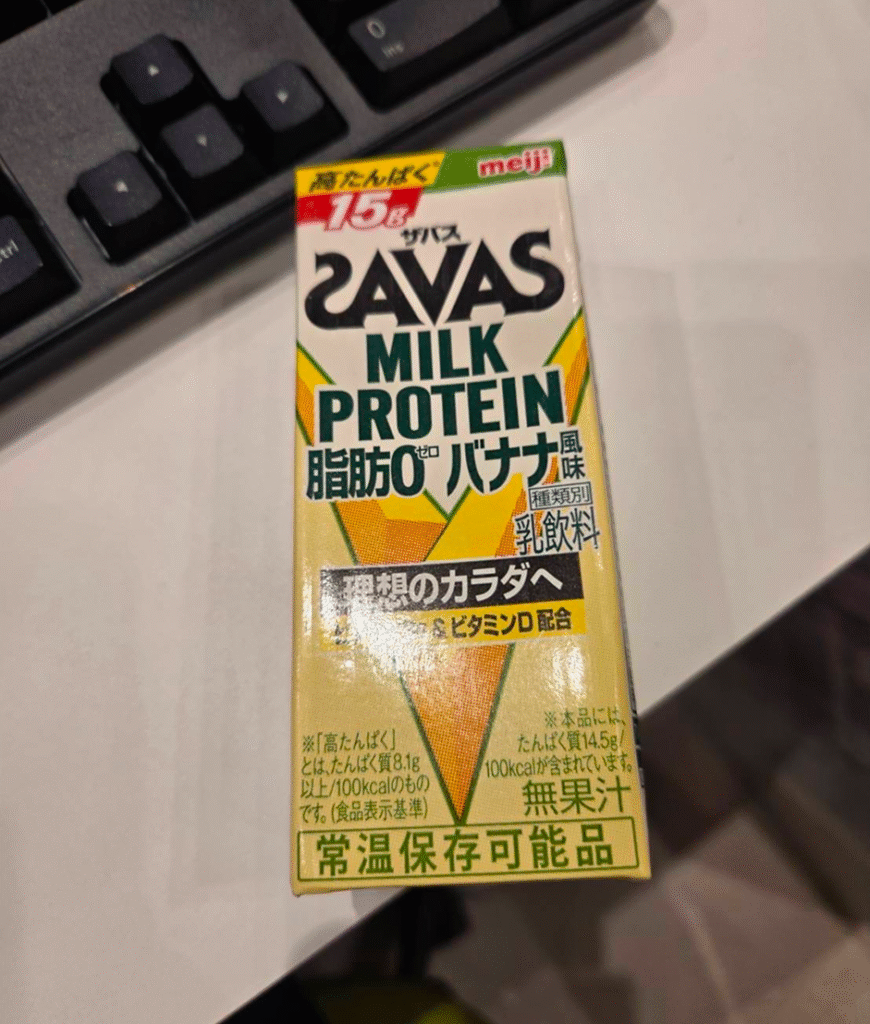 0
Ins
ctrl
高たんぱく
meiji
15g
ザバス
SAVAS
MILK
PROTEIN
脂肪0ゼロ バナナ風味
種類別
乳飲料
理想のカラダへ
& ビタミンD 配合
※「高たんぱく」
とは、たんぱく質8.1g
以上/100kcalのもの
です。(食品表示基準)
※本品には、
たんぱく質14.5g/
100kcalが含まれています。
無果汁
常温保存可能品